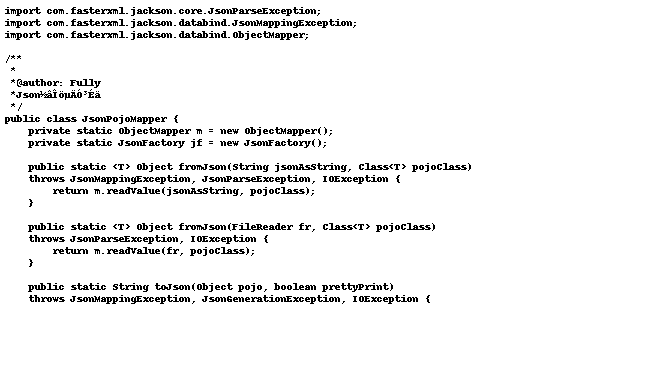 import com.fasterxml.jackson.core.JsonParseException;
import com.fasterxml.jackson.databind.JsonMappingException;
import com.fasterxml.jackson.databind.ObjectMapper;

/**
 *
 *@author: Fully
 *Json½âÎöµÄÓ³Éä
 */
public class JsonPojoMapper {
    private static ObjectMapper m = new ObjectMapper();
    private static JsonFactory jf = new JsonFactory();

    public static <T> Object fromJson(String jsonAsString, Class<T> pojoClass)
    throws JsonMappingException, JsonParseException, IOException {
        return m.readValue(jsonAsString, pojoClass);
    }

    public static <T> Object fromJson(FileReader fr, Class<T> pojoClass)
    throws JsonParseException, IOException {
        return m.readValue(fr, pojoClass);
    }

    public static String toJson(Object pojo, boolean prettyPrint)
    throws JsonMappingException, JsonGenerationException, IOException {